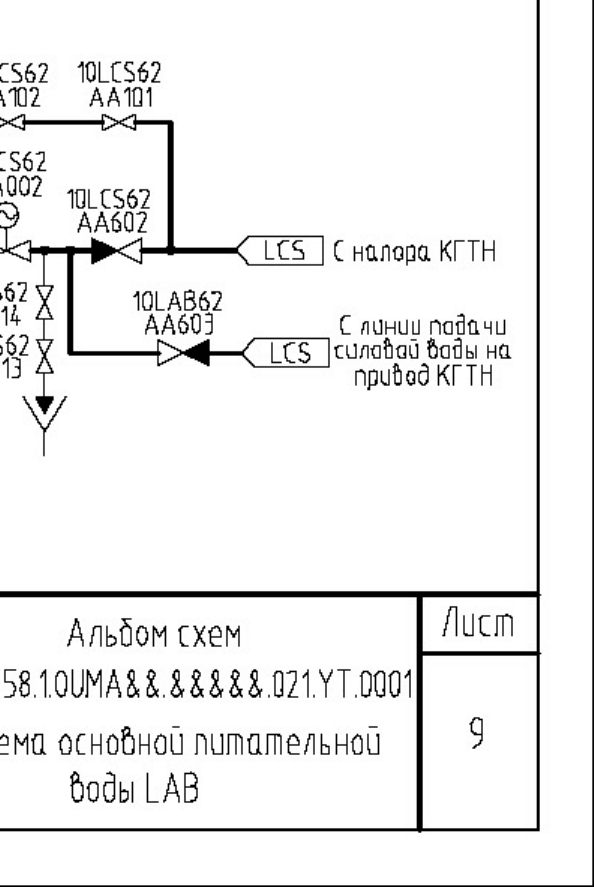 CS62 10LCS62
A102 AA101
CS62
A002
10LCS62
AA602
LCS С напора КГТН
62
14
10LAB62
AA603
S62
13
LCS
С линии подачи
силовой воды на
привод КГТН
Альбом схем
58.1.0UMA&&.&&&&&.021.YT.0001
ема основной питательной
воды LAB
Лист
9